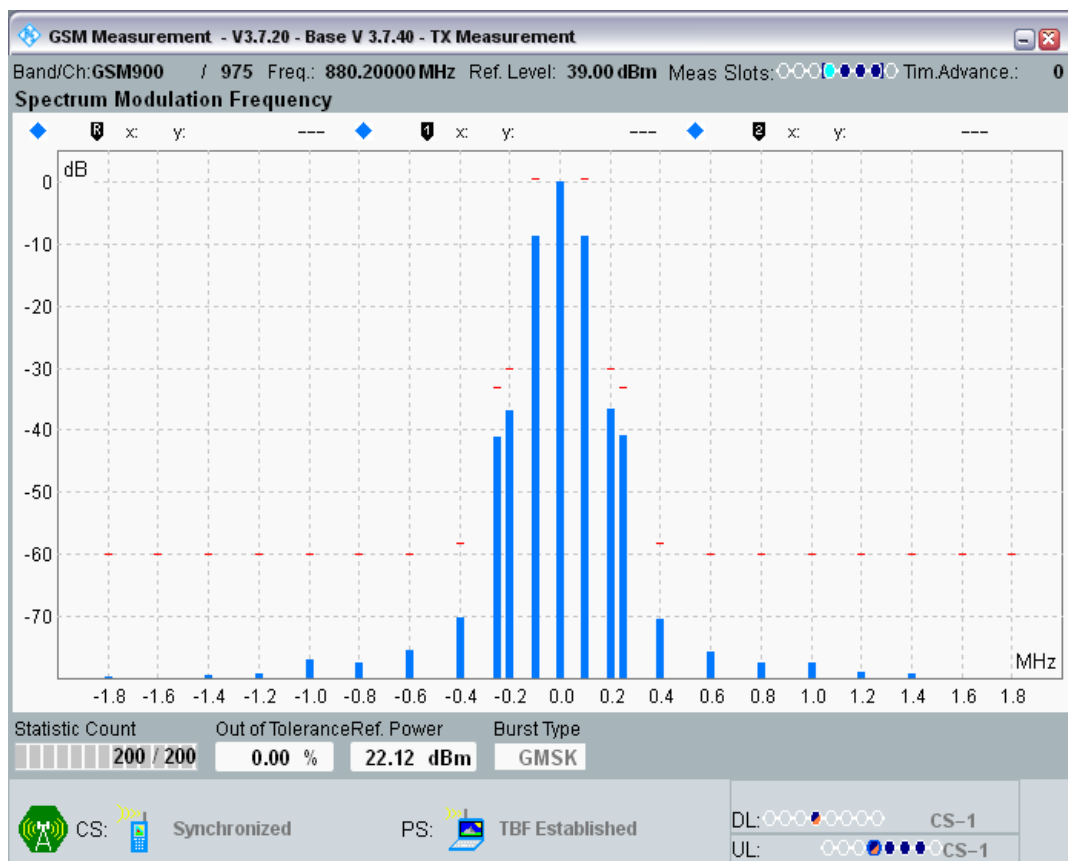 GSM Measurement - V3.7.20 - Base V 3.7.40 - TX Measurement
Band/Ch:GSM900 / 975 Freq.: 880.20000 MHz Ref. Level: 39.00 dBm Meas Slots: Tim.Advance.: 0
Spectrum Modulation Frequency
R x: y: --- 1 x: y: --- 2 x: y: ---
dB
0
-10
-20
-30
-40
-50
-60
-70
MHz
-1.8 -1.6 -1.4 -1.2 -1.0 -0.8 -0.6 -0.4 -0.2 0.0 0.2 0.4 0.6 0.8 1.0 1.2 1.4 1.6 1.8
Statistic Count Out of Tolerance Ref. Power Burst Type
200 / 200 0.00 % 22.12 dBm GMSK
CS: Synchronized PS: TBF Established
DL: CS-1
UL: CS-1